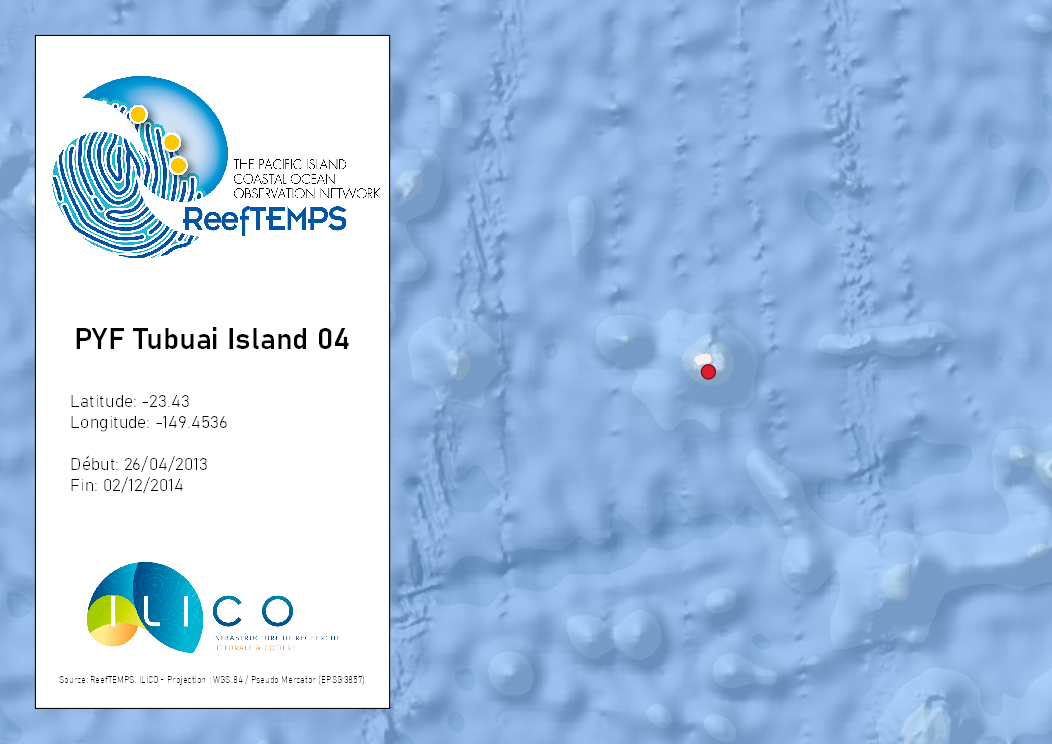 THE PACIFIC ISLAND
COASTAL OCEAN
OBSERVATION NETWORK
ReefTEMPS
PYF Tubuai Island 04
Latitude: -23.43
Longitude: -149.4536
Début: 26/04/2013
Fin: 02/12/2014
ILICO
INFRASTRUCTURE DE RECHERCHE
LITTORALE & CÔTIÈRE
Source: ReefTEMPS, ILICO - Projection : WGS 84 / Pseudo Mercator (EPSG:3857)